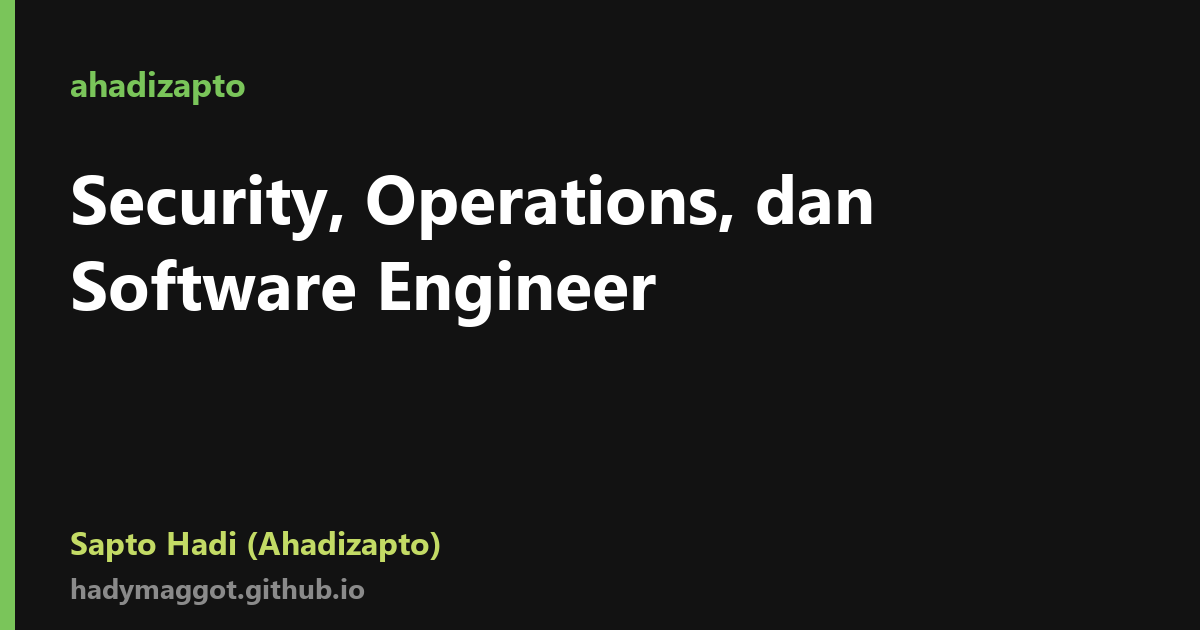 ahadizapto
Security, Operations, dan
Software Engineer
Sapto Hadi (Ahadizapto)
hadymaggot.github.io